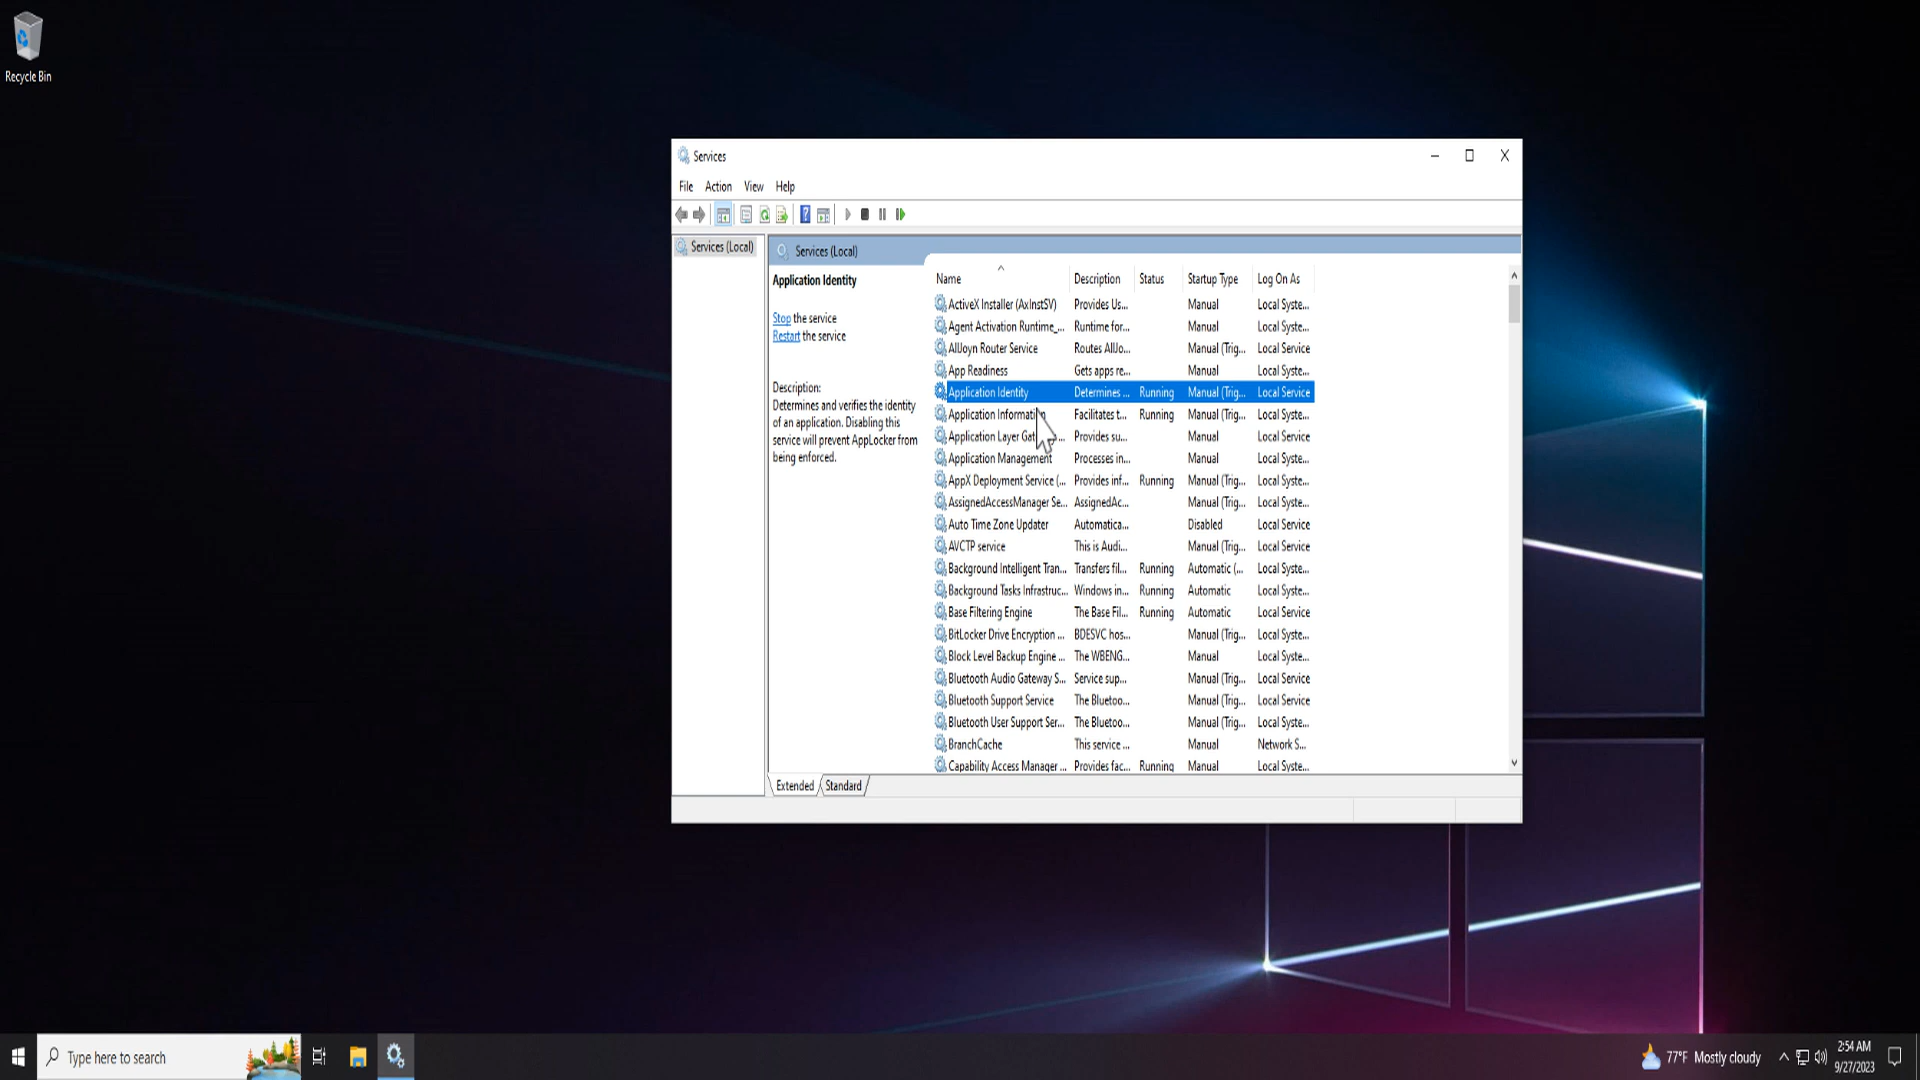 Recycle Bin
Services
File Action View Help
Services (Local)
Services (Local)
Application Identity
Stop the service
Restart the service
Description:
Determines and verifies the identity
of an application. Disabling this
service will prevent AppLocker from
being enforced.
Name Description Status Startup Type Log On As
ActiveX Installer (AxInstSV) Provides Us... Manual Local Syste...
Agent Activation Runtime_... Runtime for... Manual Local Syste...
AllJoyn Router Service Routes AllJo... Manual (Trig... Local Service
App Readiness Gets apps re... Manual Local Syste...
Application Identity Determines ... Running Manual (Trig... Local Service
Application Information Facilitates t... Running Manual (Trig... Local Syste...
Application Layer Gat... Provides su... Manual Local Service
Application Management Processes in... Manual Local Syste...
AppX Deployment Service (... Provides inf... Running Manual (Trig... Local Syste...
AssignedAccessManager Se... AssignedAc... Manual (Trig... Local Syste...
Auto Time Zone Updater Automatica... Disabled Local Service
AVCTP service This is Audi... Manual (Trig... Local Service
Background Intelligent Tran... Transfers fil... Running Automatic (... Local Syste...
Background Tasks Infrastruc... Windows in... Running Automatic Local Syste...
Base Filtering Engine The Base Fil... Running Automatic Local Service
BitLocker Drive Encryption ... BDESVC hos... Manual (Trig... Local Syste...
Block Level Backup Engine ... The WBENG... Manual Local Syste...
Bluetooth Audio Gateway S... Service sup... Manual (Trig... Local Service
Bluetooth Support Service The Bluetoo... Manual (Trig... Local Service
Bluetooth User Support Ser... The Bluetoo... Manual (Trig... Local Syste...
BranchCache This service ... Manual Network S...
Capability Access Manager ... Provides fac... Running Manual Local Syste...
Extended Standard
Type here to search
77°F Mostly cloudy
2:54 AM
9/27/2023